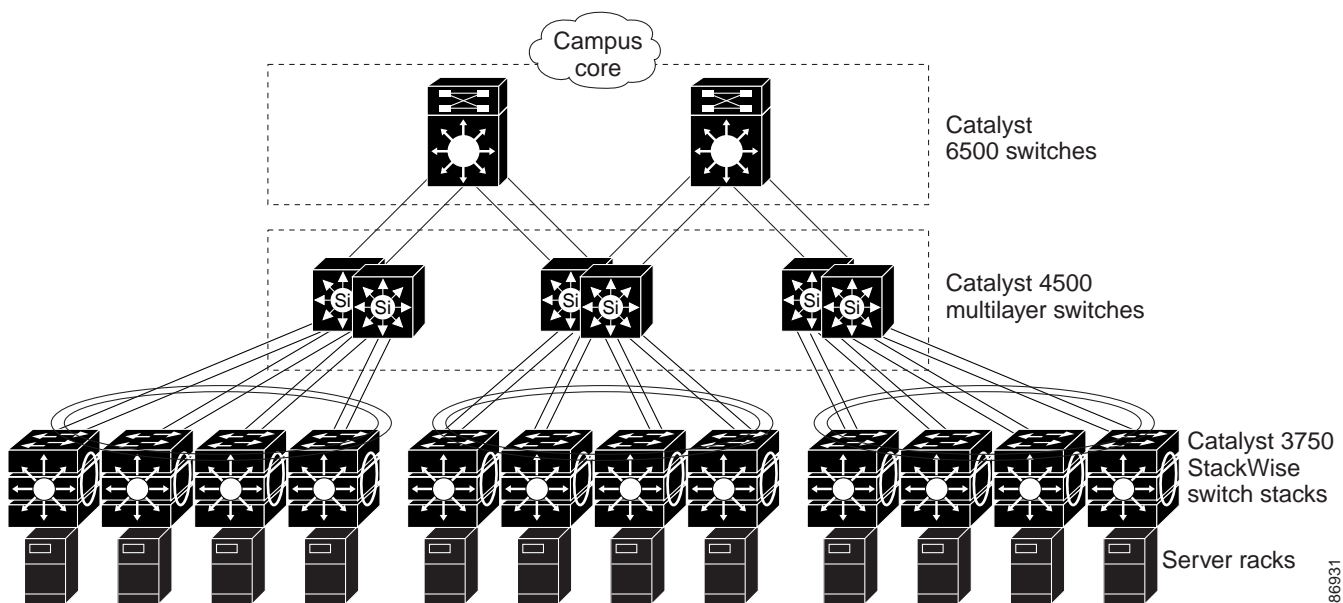 Campus
core
Catalyst
6500 switches
Si
Si
Si
Si
Si
Si
Catalyst 4500
multilayer switches
Catalyst 3750
StackWise
switch stacks
Server racks
86931